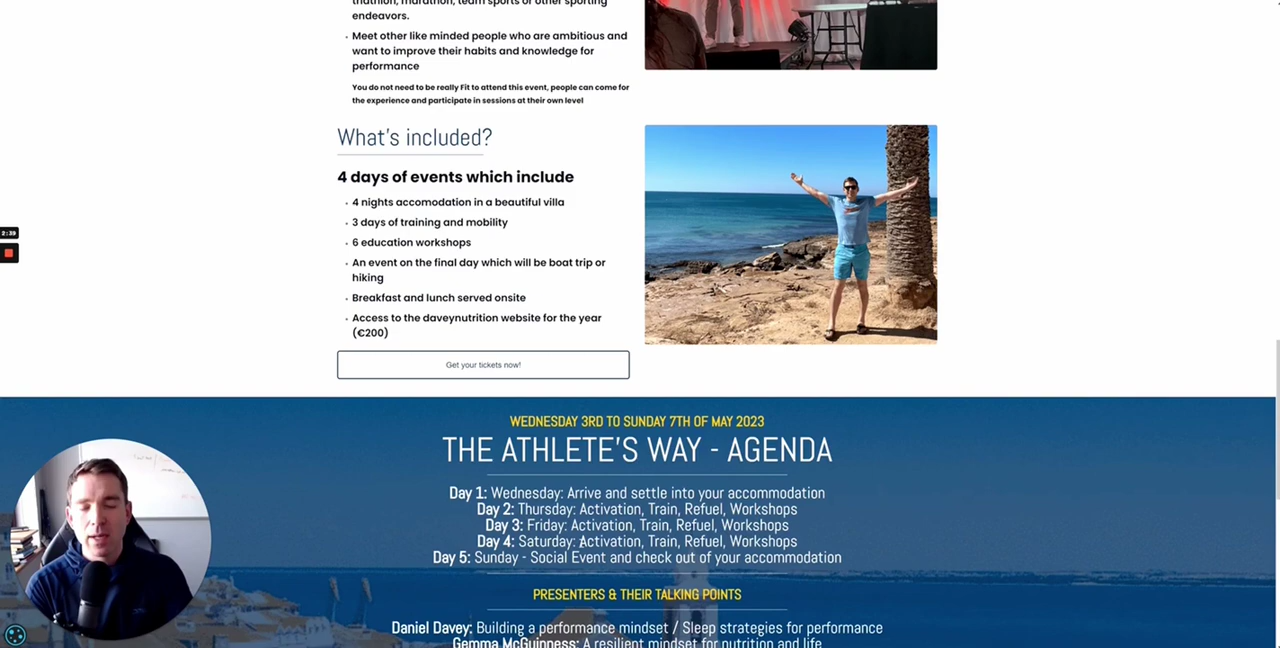 triathlon, marathon, team sports or other sporting
endeavors.
Meet other like minded people who are ambitious and
want to improve their habits and knowledge for
performance
You do not need to be really Fit to attend this event, people can come for
the experience and participate in sessions at their own level
What's included?
4 days of events which include
4 nights accomodation in a beautiful villa
3 days of training and mobility
6 education workshops
An event on the final day which will be boat trip or
hiking
Breakfast and lunch served onsite
Access to the daveynutrition website for the year
(€200)
Get your tickets now!
2:39
WEDNESDAY 3RD TO SUNDAY 7TH OF MAY 2023
THE ATHLETE'S WAY - AGENDA
Day 1: Wednesday: Arrive and settle into your accommodation
Day 2: Thursday: Activation, Train, Refuel, Workshops
Day 3: Friday: Activation, Train, Refuel, Workshops
Day 4: Saturday: Activation, Train, Refuel, Workshops
Day 5: Sunday - Social Event and check out of your accommodation
PRESENTERS & THEIR TALKING POINTS
Daniel Davey: Building a performance mindset / Sleep strategies for performance
Gemma McGuinness: A resilient mindset for nutrition and life